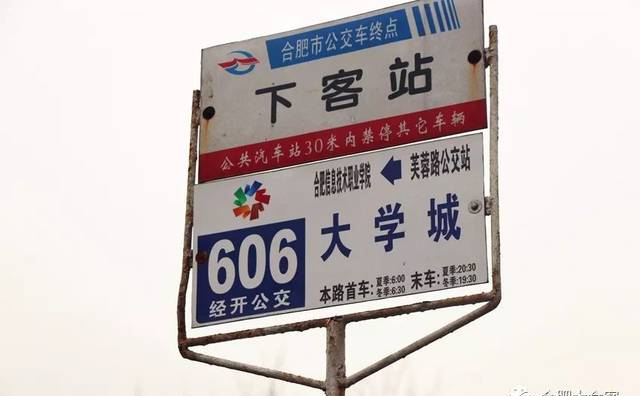 合肥市公交车终点
下客站
公共汽车站30米内禁停其它车辆
合肥信息技术职业学院
芙蓉路公交站
606
经开公交
大学城
本路首车:夏季:6:00
冬季:6:30
末车:夏季:20:30
冬季:19:30